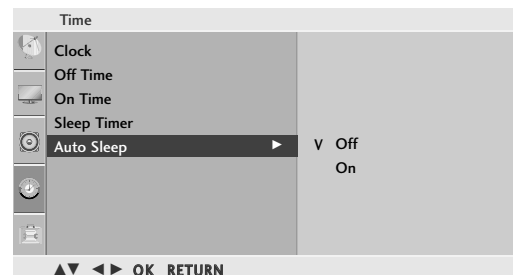 Time
Clock
Off Time
On Time
Sleep Timer
Auto Sleep ►
V Off
On
▲▼ ◄► OK RETURN